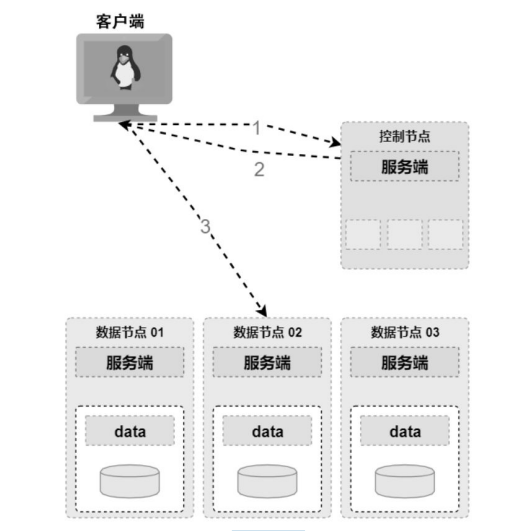 客户端
1
2
控制节点
服务端
3
数据节点 01
服务端
data
数据节点 02
服务端
data
数据节点 03
服务端
data